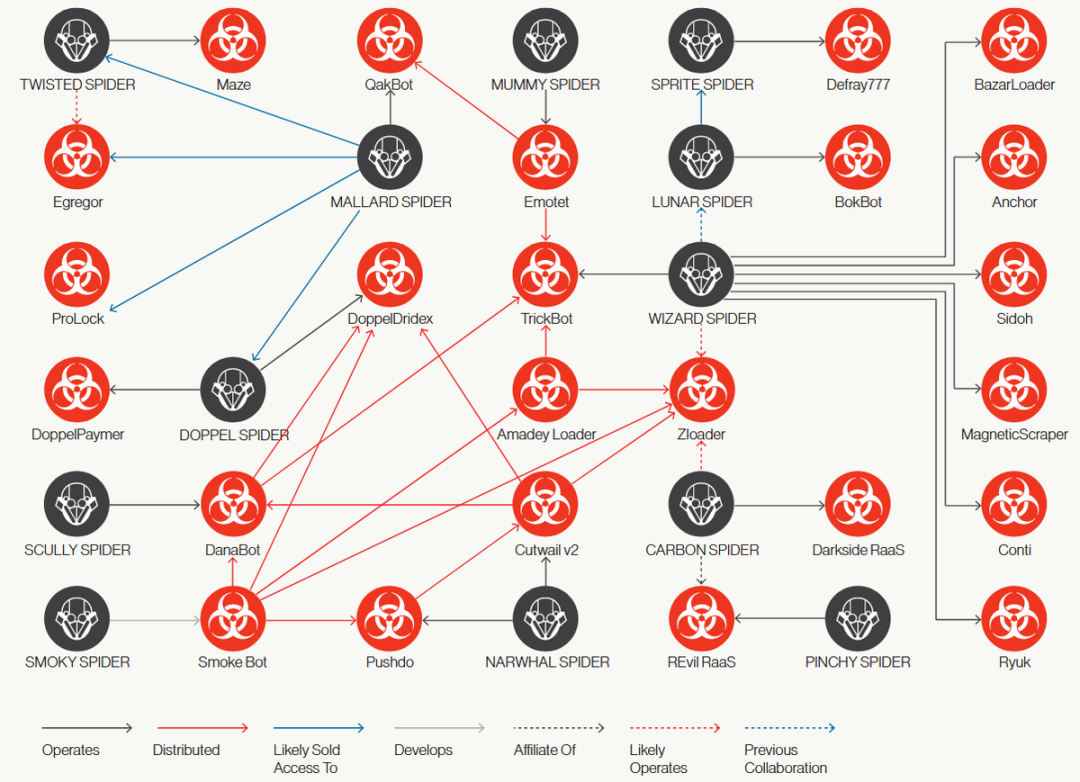 TWISTED SPIDER
Maze
QakBot
MUMMY SPIDER
SPRITE SPIDER
Defray777
BazarLoader
Egregor
MALLARD SPIDER
Emotet
LUNAR SPIDER
BokBot
Anchor
ProLock
DoppelDridex
TrickBot
WIZARD SPIDER
Sidoh
DoppelPaymer
DOPPEL SPIDER
Amadey Loader
Zloader
MagneticScraper
SCULLY SPIDER
DanaBot
Cutwail v2
CARBON SPIDER
Darkside RaaS
Conti
SMOKY SPIDER
Smoke Bot
Pushdo
NARWHAL SPIDER
REvil RaaS
PINCHY SPIDER
Ryuk
Operates
Distributed
Likely Sold
Access To
Develops
Affiliate Of
Likely
Operates
Previous
Collaboration